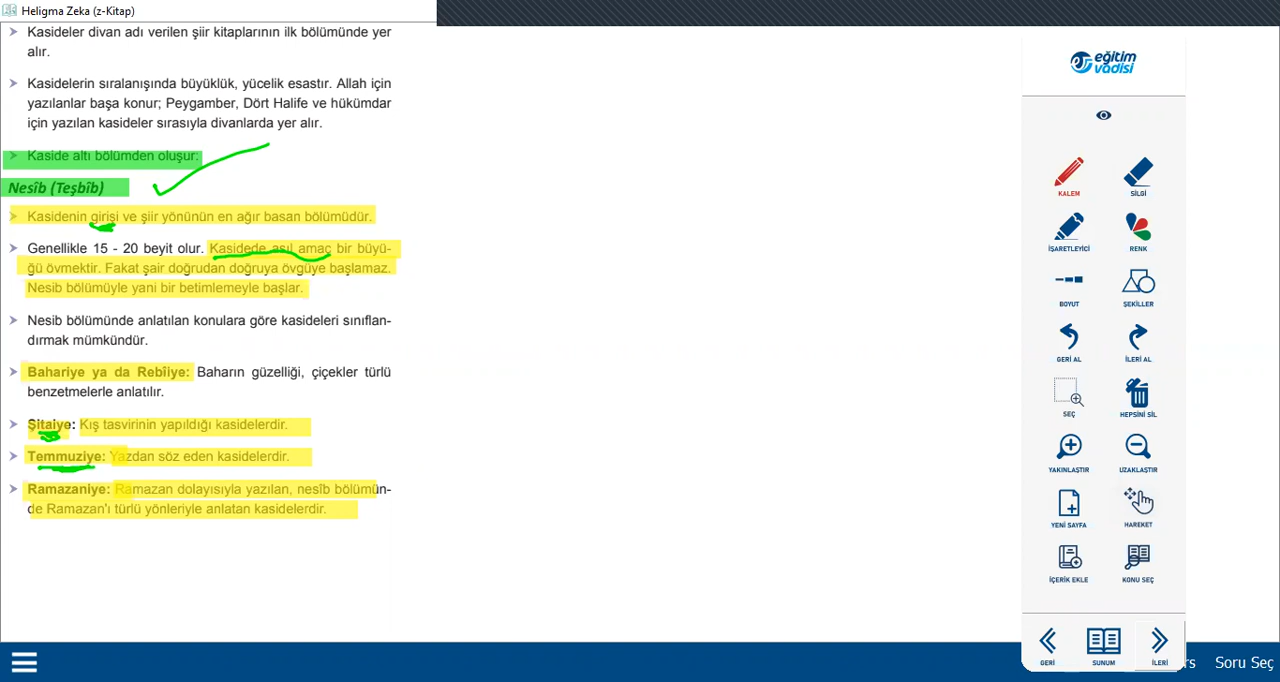 Heligma Zeka (z-Kitap)
Kasideler divan adı verilen şiir kitaplarının ilk bölümünde yer
alır.
Kasidelerin sıralanışında büyüklük, yücelik esastır. Allah için
yazılanlar başa konur; Peygamber, Dört Halife ve hükümdar
için yazılan kasideler sırasıyla divanlarda yer alır.
Kaside altı bölümden oluşur:
Nesîb (Teşbîb)
Kasidenin girişi ve şiir yönünün en ağır basan bölümüdür.
Genellikle 15 - 20 beyit olur. Kasidede asıl amaç bir büyü-
ğü övmektir. Fakat şair doğrudan doğruya övgüye başlamaz.
Nesib bölümüyle yani bir betimlemeyle başlar.
Nesib bölümünde anlatılan konulara göre kasideleri sınıflan-
dırmak mümkündür.
Bahariye ya da Rebîiye: Baharın güzelliği, çiçekler türlü
benzetmelerle anlatılır.
Şitaiye: Kış tasvirinin yapıldığı kasidelerdir.
Temmuziye: Yazdan söz eden kasidelerdir.
Ramazaniye: Ramazan dolayısıyla yazılan, nesîb bölümün-
de Ramazan'ı türlü yönleriyle anlatan kasidelerdir.
eğitim
vadisi
KALEM
SİLGİ
İŞARETLEYİCİ
RENK
BOYUT
ŞEKİLLER
GERİ AL
İLERİ AL
SEÇ
HEPSİNİ SİL
YAKINLAŞTIR
UZAKLAŞTIR
YENİ SAYFA
HAREKET
İÇERİK EKLE
KONU SEÇ
GERİ
SUNUM
İLERİ
rs
Soru Seç